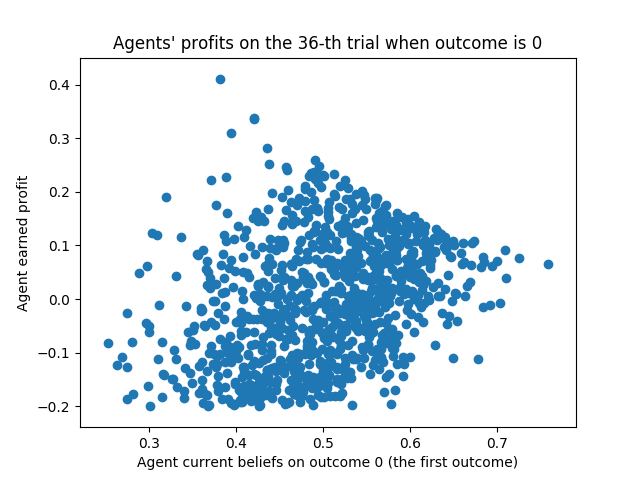 Agents' profits on the 36-th trial when outcome is 0
0.4
0.3
0.2
0.1
0.0
−0.1
−0.2
Agent earned profit
0.3 0.4 0.5 0.6 0.7
Agent current beliefs on outcome 0 (the first outcome)